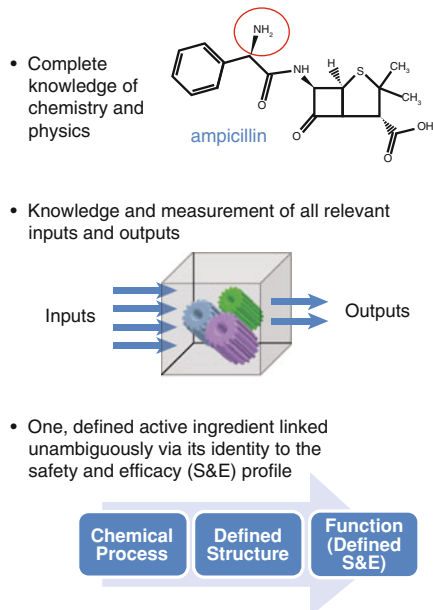 • Complete
knowledge of
chemistry and
physics
NH₂
NH
O
H
S
CH₃
CH₃
O
O
OH
ampicillin
• Knowledge and measurement of all relevant
inputs and outputs
Inputs
Outputs
• One, defined active ingredient linked
unambiguously via its identity to the
safety and efficacy (S&E) profile
Chemical
Process
Defined
Structure
Function
(Defined
S&E)